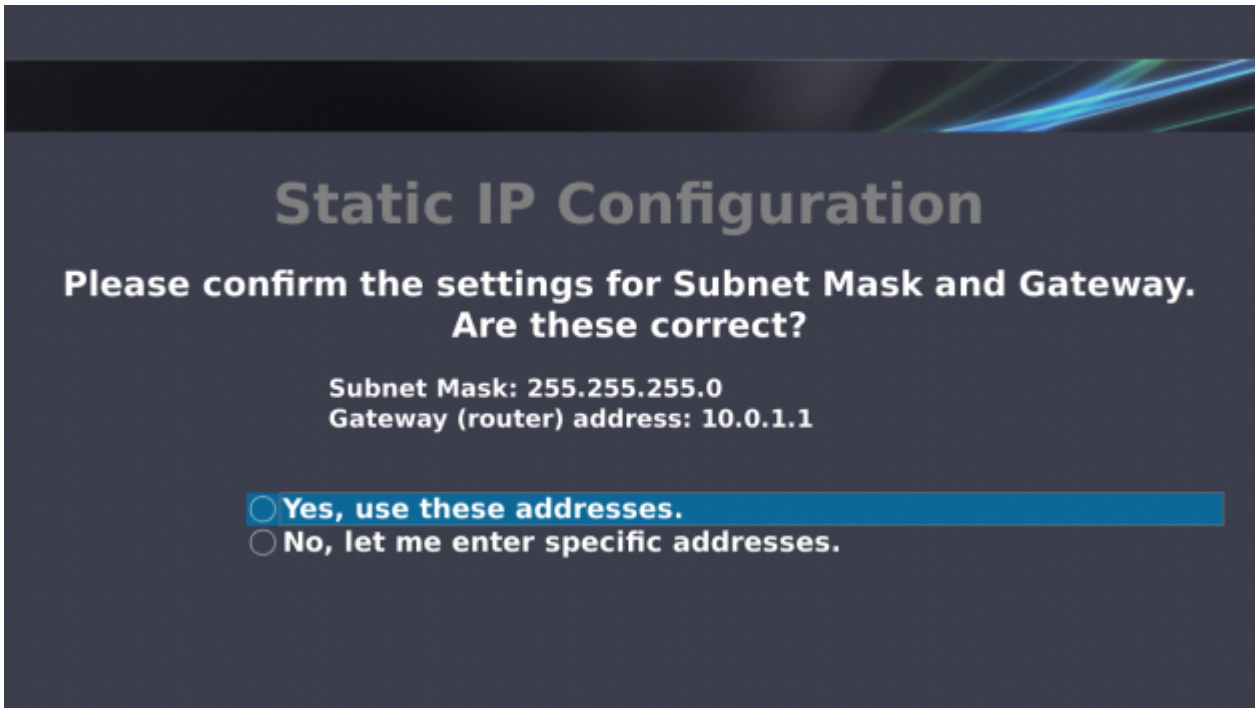 Static IP Configuration
Please confirm the settings for Subnet Mask and Gateway.
Are these correct?
Subnet Mask: 255.255.255.0
Gateway (router) address: 10.0.1.1
Yes, use these addresses.
No, let me enter specific addresses.